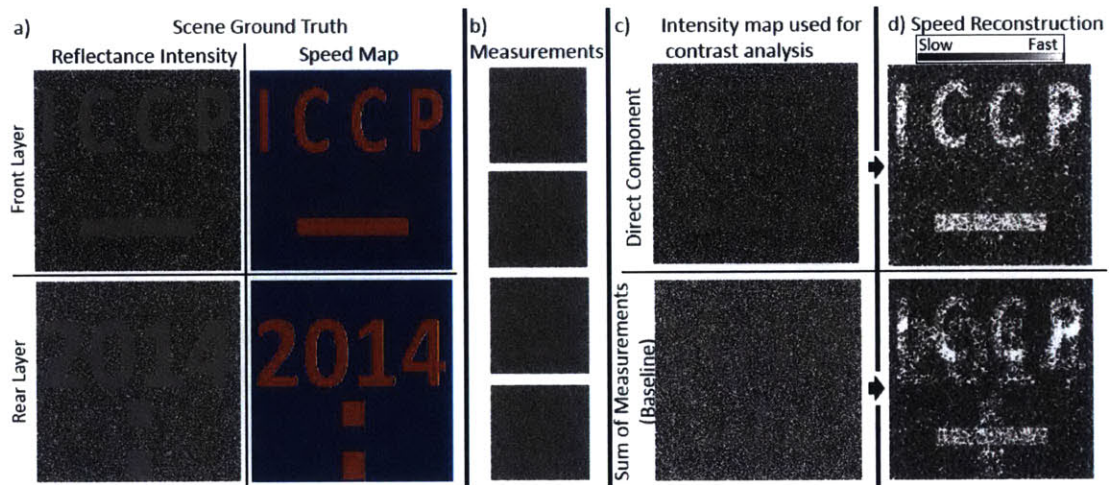 a) Scene Ground Truth
Reflectance Intensity Speed Map
Front Layer
ICCP ICCP
Rear Layer
2014 2014
b)
Measurements
c) Intensity map used for
contrast analysis
Direct Component
Sum of Measurements
(Baseline)
d) Speed Reconstruction
Slow Fast
ICCP
ICCP